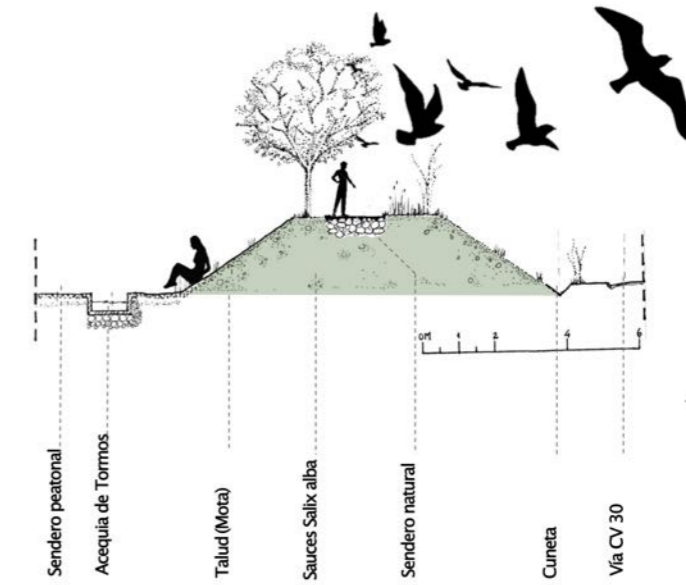 0M 1 2 4 6
Sendero peatonal
Acequia de Tormos
Talud (Mota)
Sauces Salix alba
Sendero natural
Cuneta
Vía CV 30